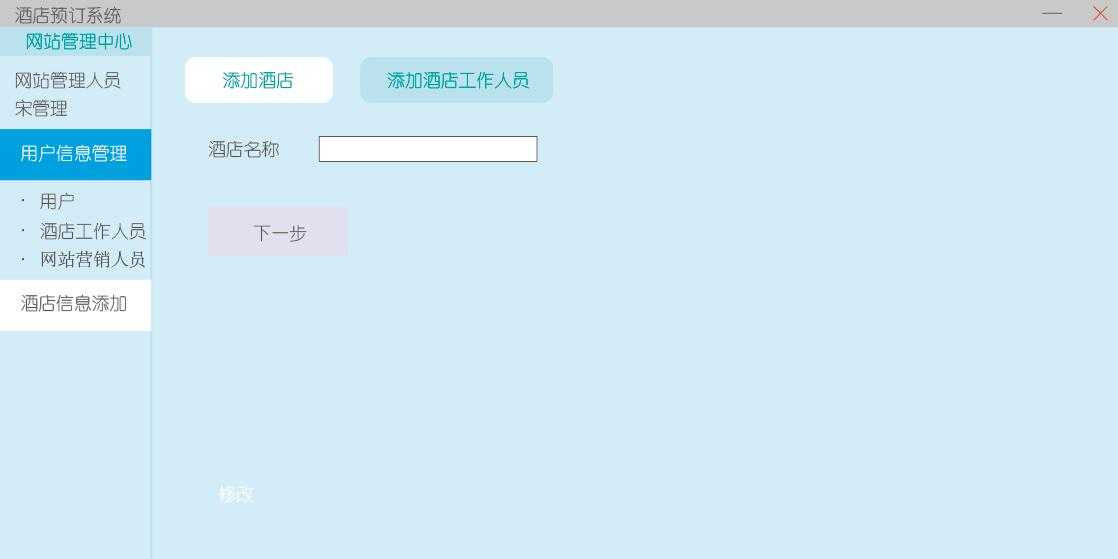 酒店预订系统
网站管理中心
网站管理人员
宋管理
用户信息管理
· 用户
· 酒店工作人员
· 网站营销人员
酒店信息添加
添加酒店
添加酒店工作人员
酒店名称
下一步
修改